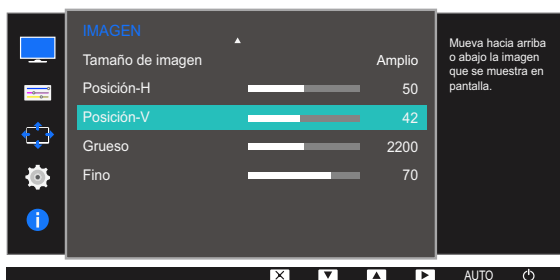 IMAGEN
Tamaño de imagen Amplio
Posición-H 50
Posición-V 42
Grueso 2200
Fino 70
Mueva hacia arriba
o abajo la imagen
que se muestra en
pantalla.
AUTO